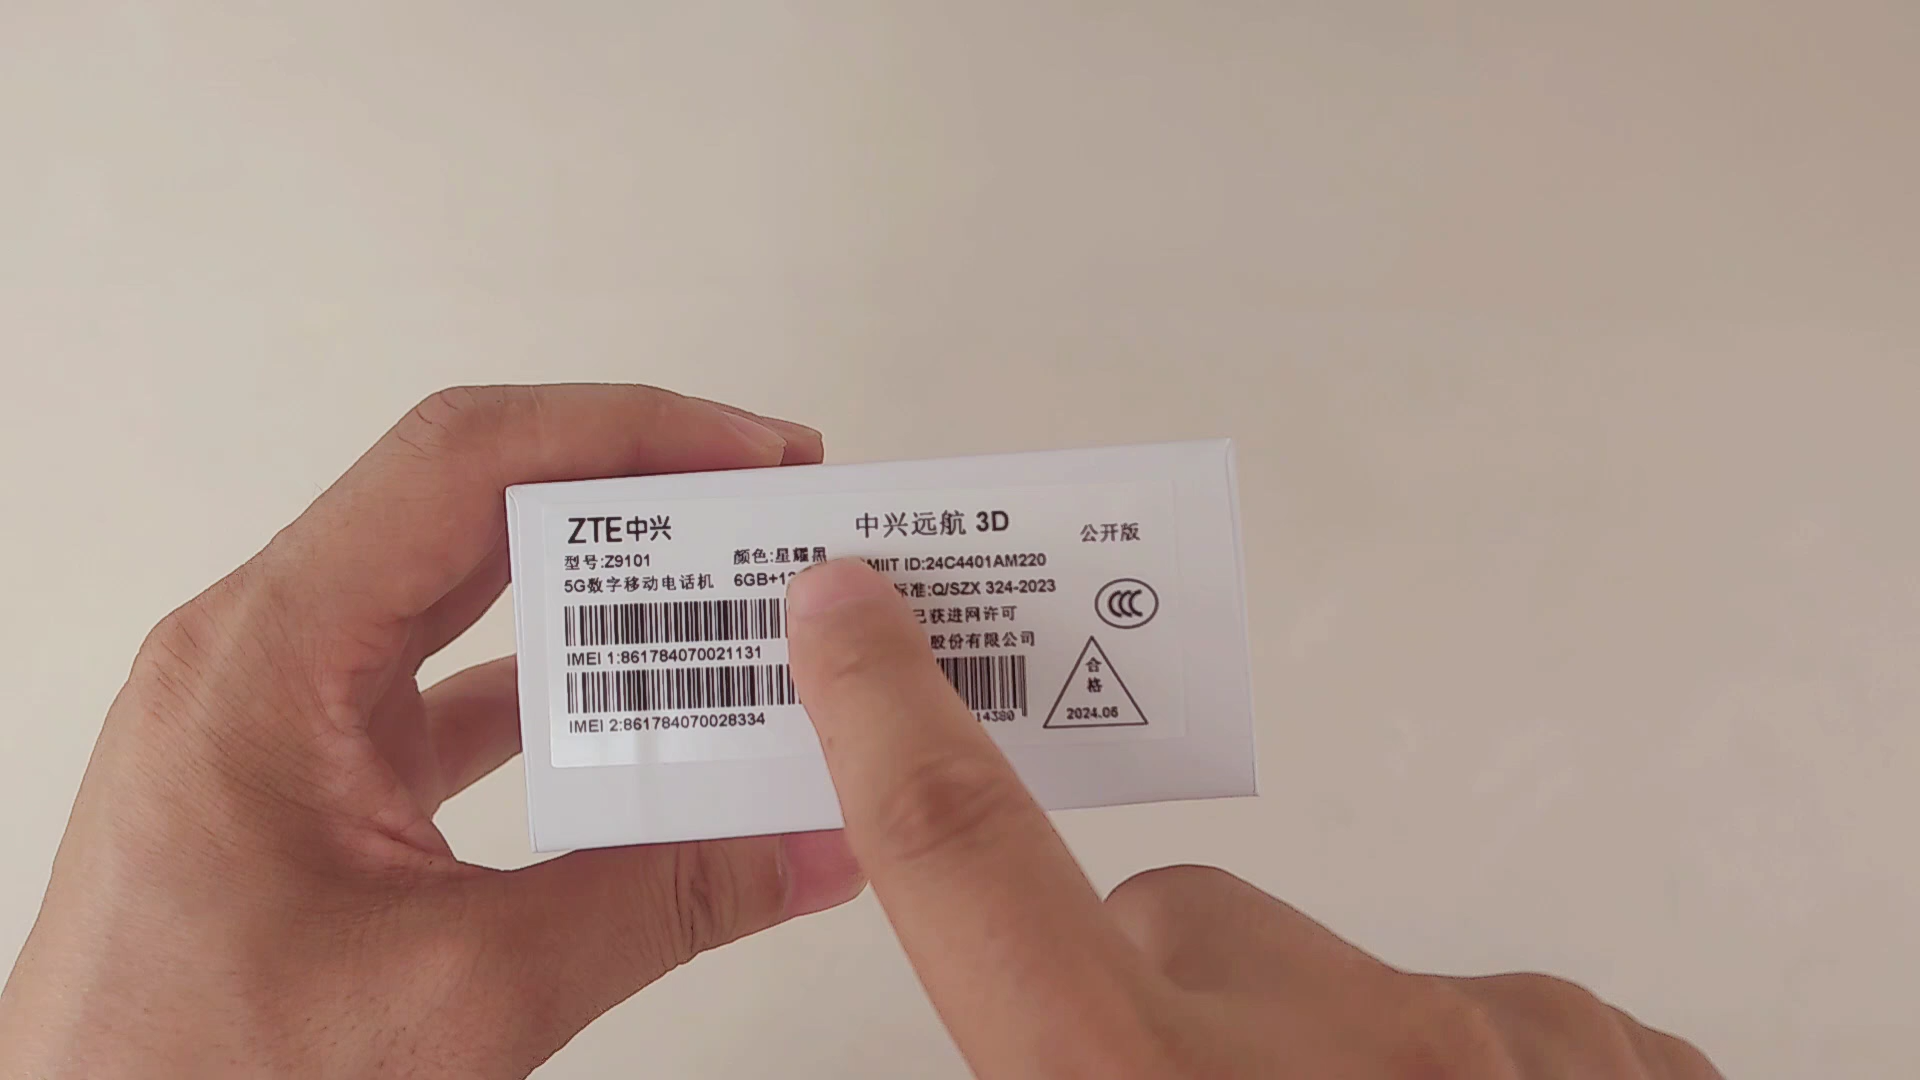 ZTE中兴
中兴远航 3D
公开版
型号:Z9101
颜色:星耀黑
MIIT ID:24C4401AM220
5G数字移动电话机
6GB+12
标准:Q/SZX 324-2023
已获进网许可
股份有限公司
IMEI 1:861784070021131
IMEI 2:861784070028334
14380
合格
2024.06